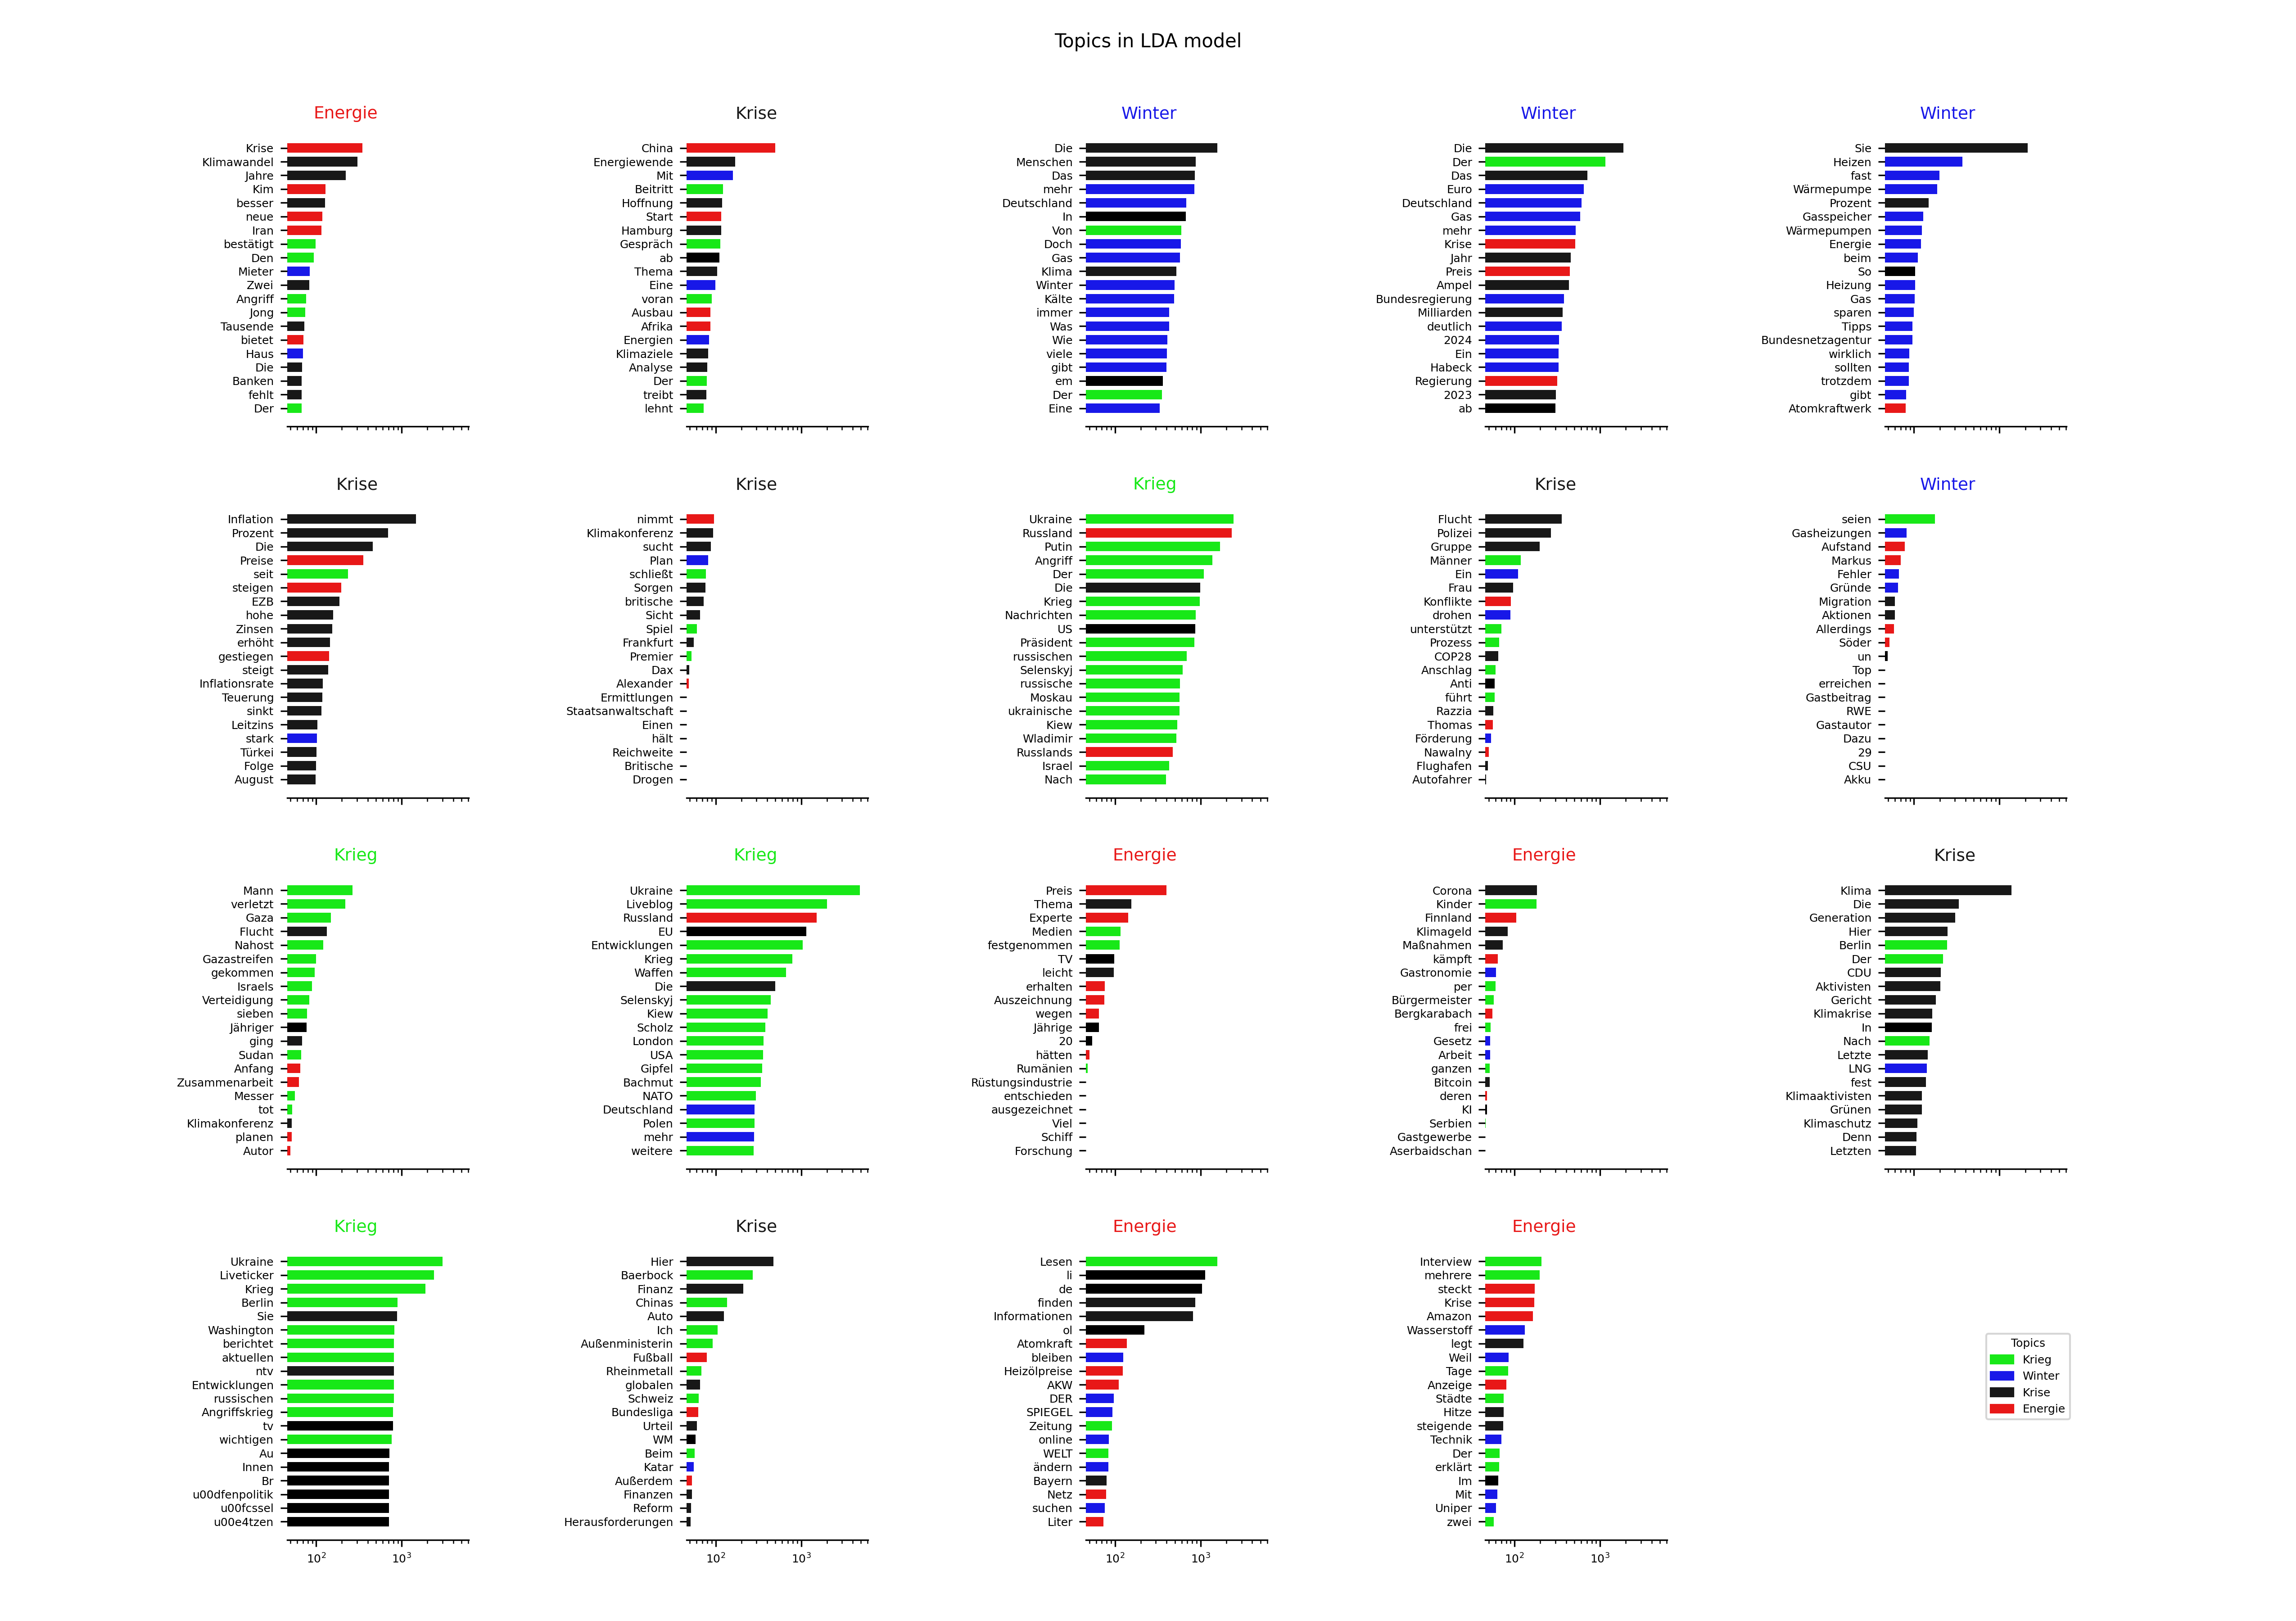 Topics in LDA model
Energie
Krise
Klimawandel
Jahre
Kim
besser
neue
Iran
bestätigt
Den
Mieter
Zwei
Angriff
Jong
Tausende
bietet
Haus
Die
Banken
fehlt
Der
Krise
China
Energiewende
Mit
Beitritt
Hoffnung
Start
Hamburg
Gespräch
ab
Thema
Eine
voran
Ausbau
Afrika
Energien
Klimaziele
Analyse
Der
treibt
lehnt
Winter
Die
Menschen
Das
mehr
Deutschland
In
Von
Doch
Gas
Klima
Winter
Kälte
immer
Was
Wie
viele
gibt
em
Der
Eine
Winter
Die
Der
Das
Euro
Deutschland
Gas
mehr
Krise
Jahr
Preis
Ampel
Bundesregierung
Milliarden
deutlich
2024
Ein
Habeck
Regierung
2023
ab
Winter
Sie
Heizen
fast
Wärmepumpe
Prozent
Gasspeicher
Wärmepumpen
Energie
beim
So
Heizung
Gas
sparen
Tipps
Bundesnetzagentur
wirklich
sollten
trotzdem
gibt
Atomkraftwerk
Krise
Inflation
Prozent
Die
Preise
seit
steigen
EZB
hohe
Zinsen
erhöht
gestiegen
steigt
Inflationsrate
Teuerung
sinkt
Leitzins
stark
Türkei
Folge
August
Krise
nimmt
Klimakonferenz
sucht
Plan
schließt
Sorgen
britische
Sicht
Spiel
Frankfurt
Premier
Dax
Alexander
Ermittlungen
Staatsanwaltschaft
Einen
hält
Reichweite
Britische
Drogen
Krieg
Ukraine
Russland
Putin
Angriff
Der
Die
Krieg
Nachrichten
US
Präsident
russischen
Selenskyj
russische
Moskau
ukrainische
Kiew
Wladimir
Russlands
Israel
Nach
Krise
Flucht
Polizei
Gruppe
Männer
Ein
Frau
Konflikte
drohen
unterstützt
Prozess
COP28
Anschlag
Anti
führt
Razzia
Thomas
Förderung
Nawalny
Flughafen
Autofahrer
Winter
seien
Gasheizungen
Aufstand
Markus
Fehler
Gründe
Migration
Aktionen
Allerdings
Söder
un
Top
erreichen
Gastbeitrag
RWE
Gastautor
Dazu
29
CSU
Akku
Krieg
Mann
verletzt
Gaza
Flucht
Nahost
Gazastreifen
gekommen
Israels
Verteidigung
sieben
Jähriger
ging
Sudan
Anfang
Zusammenarbeit
Messer
tot
Klimakonferenz
planen
Autor
Krieg
Ukraine
Liveblog
Russland
EU
Entwicklungen
Krieg
Waffen
Die
Selenskyj
Kiew
Scholz
London
USA
Gipfel
Bachmut
NATO
Deutschland
Polen
mehr
weitere
Energie
Preis
Thema
Experte
Medien
festgenommen
TV
leicht
erhalten
Auszeichnung
wegen
Jährige
20
hätten
Rumänien
Rüstungsindustrie
entschieden
ausgezeichnet
Viel
Schiff
Forschung
Energie
Corona
Kinder
Finnland
Klimageld
Maßnahmen
kämpft
Gastronomie
per
Bürgermeister
Bergkarabach
frei
Gesetz
Arbeit
ganzen
Bitcoin
deren
KI
Serbien
Gastgewerbe
Aserbaidschan
Krise
Klima
Die
Generation
Hier
Berlin
Der
CDU
Aktivisten
Gericht
Klimakrise
In
Nach
Letzte
LNG
fest
Klimaaktivisten
Grünen
Klimaschutz
Denn
Letzten
Krieg
Ukraine
Liveticker
Krieg
Berlin
Sie
Washington
berichtet
aktuellen
ntv
Entwicklungen
russischen
Angriffskrieg
tv
wichtigen
Au
Innen
Br
u00dfenpolitik
u00fcssel
u00e4tzen
10²
10³
Krise
Hier
Baerbock
Finanz
Chinas
Auto
Ich
Außenministerin
Fußball
Rheinmetall
globalen
Schweiz
Bundesliga
Urteil
WM
Beim
Katar
Außerdem
Finanzen
Reform
Herausforderungen
10²
10³
Energie
Lesen
li
de
finden
Informationen
ol
Atomkraft
bleiben
Heizölpreise
AKW
DER
SPIEGEL
Zeitung
online
WELT
ändern
Bayern
Netz
suchen
Liter
10²
10³
Energie
Interview
mehrere
steckt
Krise
Amazon
Wasserstoff
legt
Weil
Tage
Anzeige
Städte
Hitze
steigende
Technik
Der
erklärt
Im
Mit
Uniper
zwei
10²
10³
Topics
Krieg
Winter
Krise
Energie